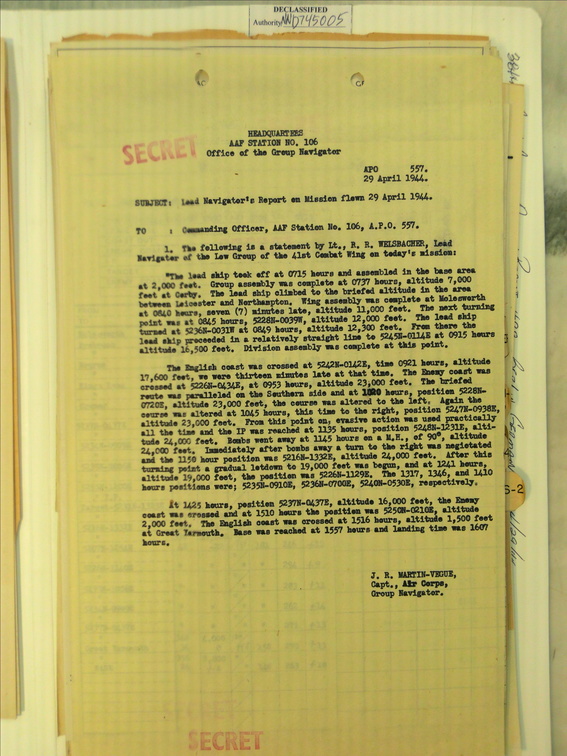 DECLASSIFIED
Authority NND745005
HEADQUARTERS
AAF STATION NO. 106
Office of the Group Navigator
SECRET
APO 557.
29 April 1944.
SUBJECT: Lead Navigator's Report on Mission flown 29 April 1944.
TO : Commanding Officer, AAF Station No. 106, A.P.O. 557.
1. The following is a statement by Lt., R. R. WELSBACHER, Lead
Navigator of the Low Group of the 41st Combat Wing on today's mission:
"The lead ship took off at 0715 hours and assembled in the base area
at 2,000 feet. Group assembly was complete at 0737 hours, altitude 7,000
feet at Corby. The lead ship climbed to the briefed altitude in the area
between Leicester and Northampton. Wing assembly was complete at Molesworth
at 0840 hours, seven (7) minutes late, altitude 11,000 feet. The next turning
point was at 0845 hours, 5228N-0039W, altitude 12,000 feet. The lead ship
turned at 5236N-0031W at 0849 hours, altitude 12,300 feet. From there the
lead ship proceeded in a relatively straight line to 5245N-0114E at 0915 hours
altitude 16,500 feet. Division assembly was complete at this point.
The English coast was crossed at 5242N-0142E, time 0921 hours, altitude
17,600 feet, we were thirteen minutes late at that time. The Enemy coast was
crossed at 5226N-0434E, at 0953 hours, altitude 23,000 feet. The briefed
route was paralleled on the Southern side and at 1020 hours, position 5228N-
0720E, altitude 23,000 feet, the course was altered to the left. Again the
course was altered at 1045 hours, this time to the right, position 5247N-0938E,
altitude 23,000 feet. From this point on, evasive action was used practically
all the time and the IP was reached at 1135 hours, position 5248N-1231E, alti-
tude 24,000 feet. Bombs went away at 1145 hours on a M.H., of 90°, altitude
24,000 feet. Immediately after bombs away a turn to the right was negietated
and the 1150 hour position was 5216N-1332E, altitude 24,000 feet. After this
turning point a gradual letdown to 19,000 feet was begun, and at 1241 hours,
altitude 19,000 feet, the position was 5226N-1129E. The 1317, 1346, and 1410
hours positions were; 5235N-0910E, 5236N-0700E, 5240N-0530E, respectively.
At 1425 hours, position 5237N-0437E, altitude 16,000 feet, the Enemy
coast was crossed and at 1510 hours the position was 5250N-0210E, altitude
2,000 feet. The English coast was crossed at 1516 hours, altitude 1,500 feet
at Great Yarmouth. Base was reached at 1557 hours and landing time was 1607
hours.
J. R. MARTIN-VEGUE,
Capt., Air Corps,
Group Navigator.
S-2
SECRET